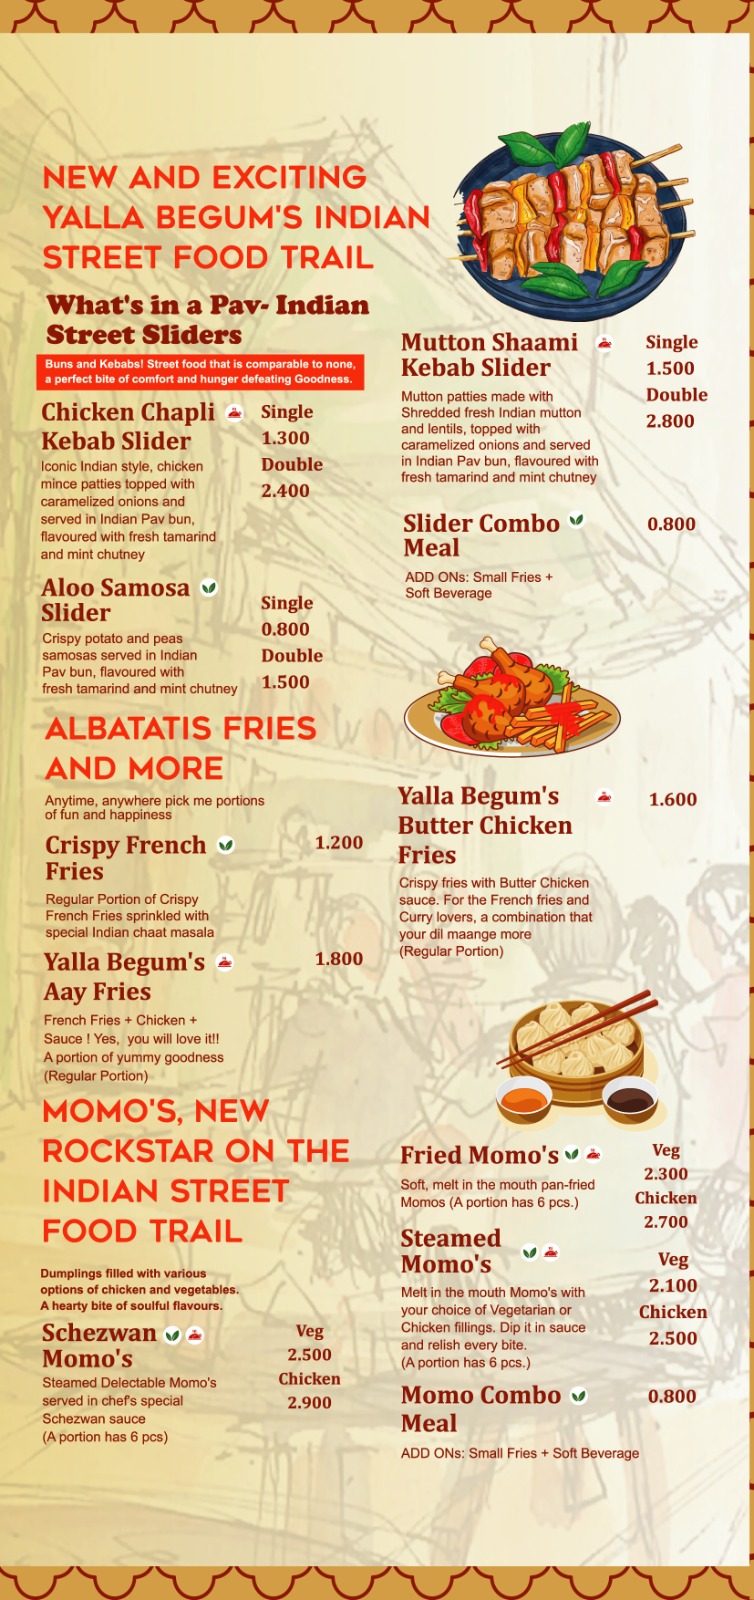 NEW AND EXCITING
YALLA BEGUM'S INDIAN
STREET FOOD TRAIL
What's in a Pav- Indian
Street Sliders
Buns and Kebabs! Street food that is comparable to none,
a perfect bite of comfort and hunger defeating Goodness.
Chicken Chapli
Kebab Slider
Single
1.300
Double
2.400
Iconic Indian style, chicken
mince patties topped with
caramelized onions and
served in Indian Pav bun,
flavoured with fresh tamarind
and mint chutney
Aloo Samosa
Slider
Single
0.800
Double
1.500
Crispy potato and peas
samosas served in Indian
Pav bun, flavoured with
fresh tamarind and mint chutney
Mutton Shaami
Kebab Slider
Single
1.500
Double
2.800
Mutton patties made with
Shredded fresh Indian mutton
and lentils, topped with
caramelized onions and served
in Indian Pav bun, flavoured with
fresh tamarind and mint chutney
Slider Combo
Meal
0.800
ADD ONs: Small Fries +
Soft Beverage
ALBATATIS FRIES
AND MORE
Anytime, anywhere pick me portions
of fun and happiness
Crispy French
Fries
1.200
Regular Portion of Crispy
French Fries sprinkled with
special Indian chaat masala
Yalla Begum's
Aay Fries
1.800
French Fries + Chicken +
Sauce ! Yes, you will love it!!
A portion of yummy goodness
(Regular Portion)
Yalla Begum's
Butter Chicken
Fries
1.600
Crispy fries with Butter Chicken
sauce. For the French fries and
Curry lovers, a combination that
your dil maange more
(Regular Portion)
MOMO'S, NEW
ROCKSTAR ON THE
INDIAN STREET
FOOD TRAIL
Dumplings filled with various
options of chicken and vegetables.
A hearty bite of soulful flavours.
Schezwan
Momo's
Veg
2.500
Chicken
2.900
Steamed Delectable Momo's
served in chef's special
Schezwan sauce
(A portion has 6 pcs)
Fried Momo's
Veg
2.300
Chicken
2.700
Soft, melt in the mouth pan-fried
Momos (A portion has 6 pcs.)
Steamed
Momo's
Veg
2.100
Chicken
2.500
Melt in the mouth Momo's with
your choice of Vegetarian or
Chicken fillings. Dip it in sauce
and relish every bite.
(A portion has 6 pcs.)
Momo Combo
Meal
0.800
ADD ONs: Small Fries + Soft Beverage